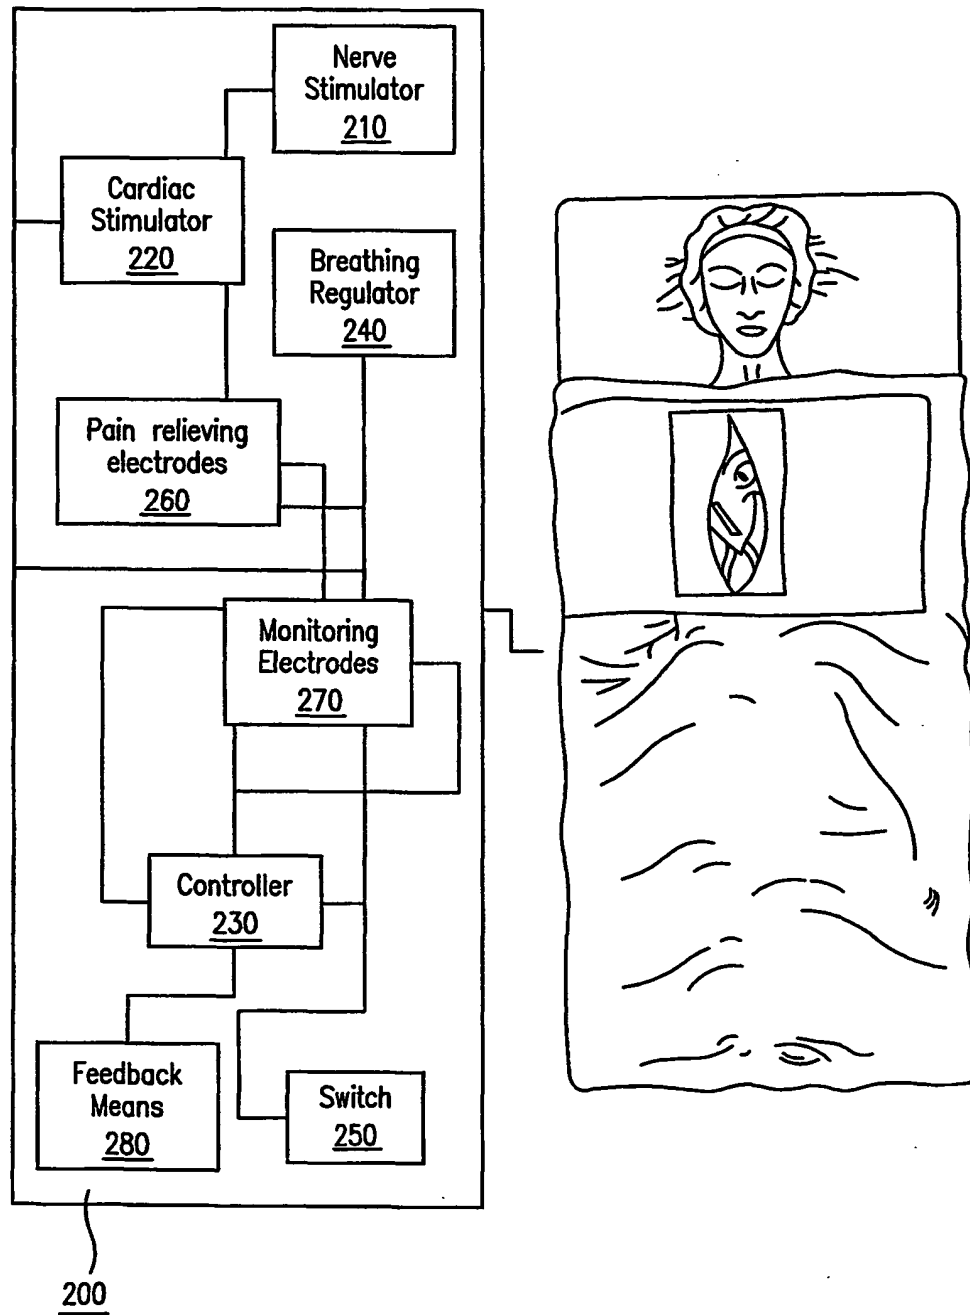 Nerve
Stimulator
210
Cardiac
Stimulator
220
Breathing
Regulator
240
Pain relieving
electrodes
260
Monitoring
Electrodes
270
Controller
230
Feedback
Means
280
Switch
250
200